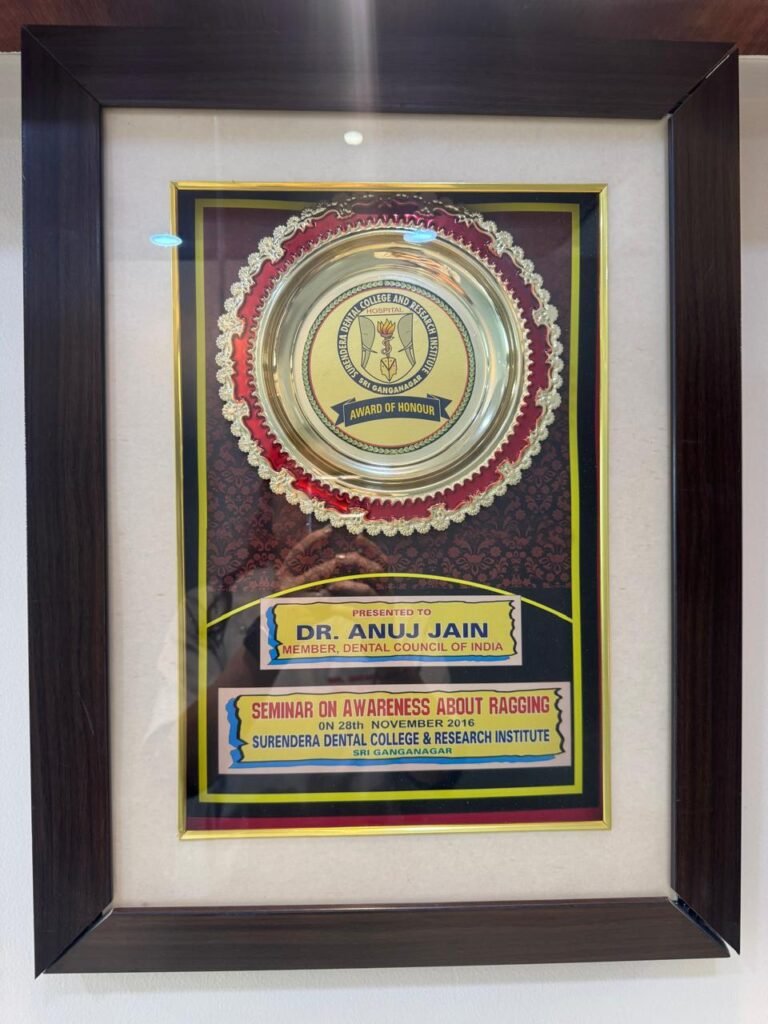 SURENDERA DENTAL COLLEGE AND RESEARCH INSTITUTE
HOSPITAL
SRI GANGANAGAR
AWARD OF HONOUR
PRESENTED TO
DR. ANUJ JAIN
MEMBER, DENTAL COUNCIL OF INDIA
SEMINAR ON AWARENESS ABOUT RAGGING
0N 28th NOVEMBER 2016
SURENDERA DENTAL COLLEGE & RESEARCH INSTITUTE
SRI GANGANAGAR